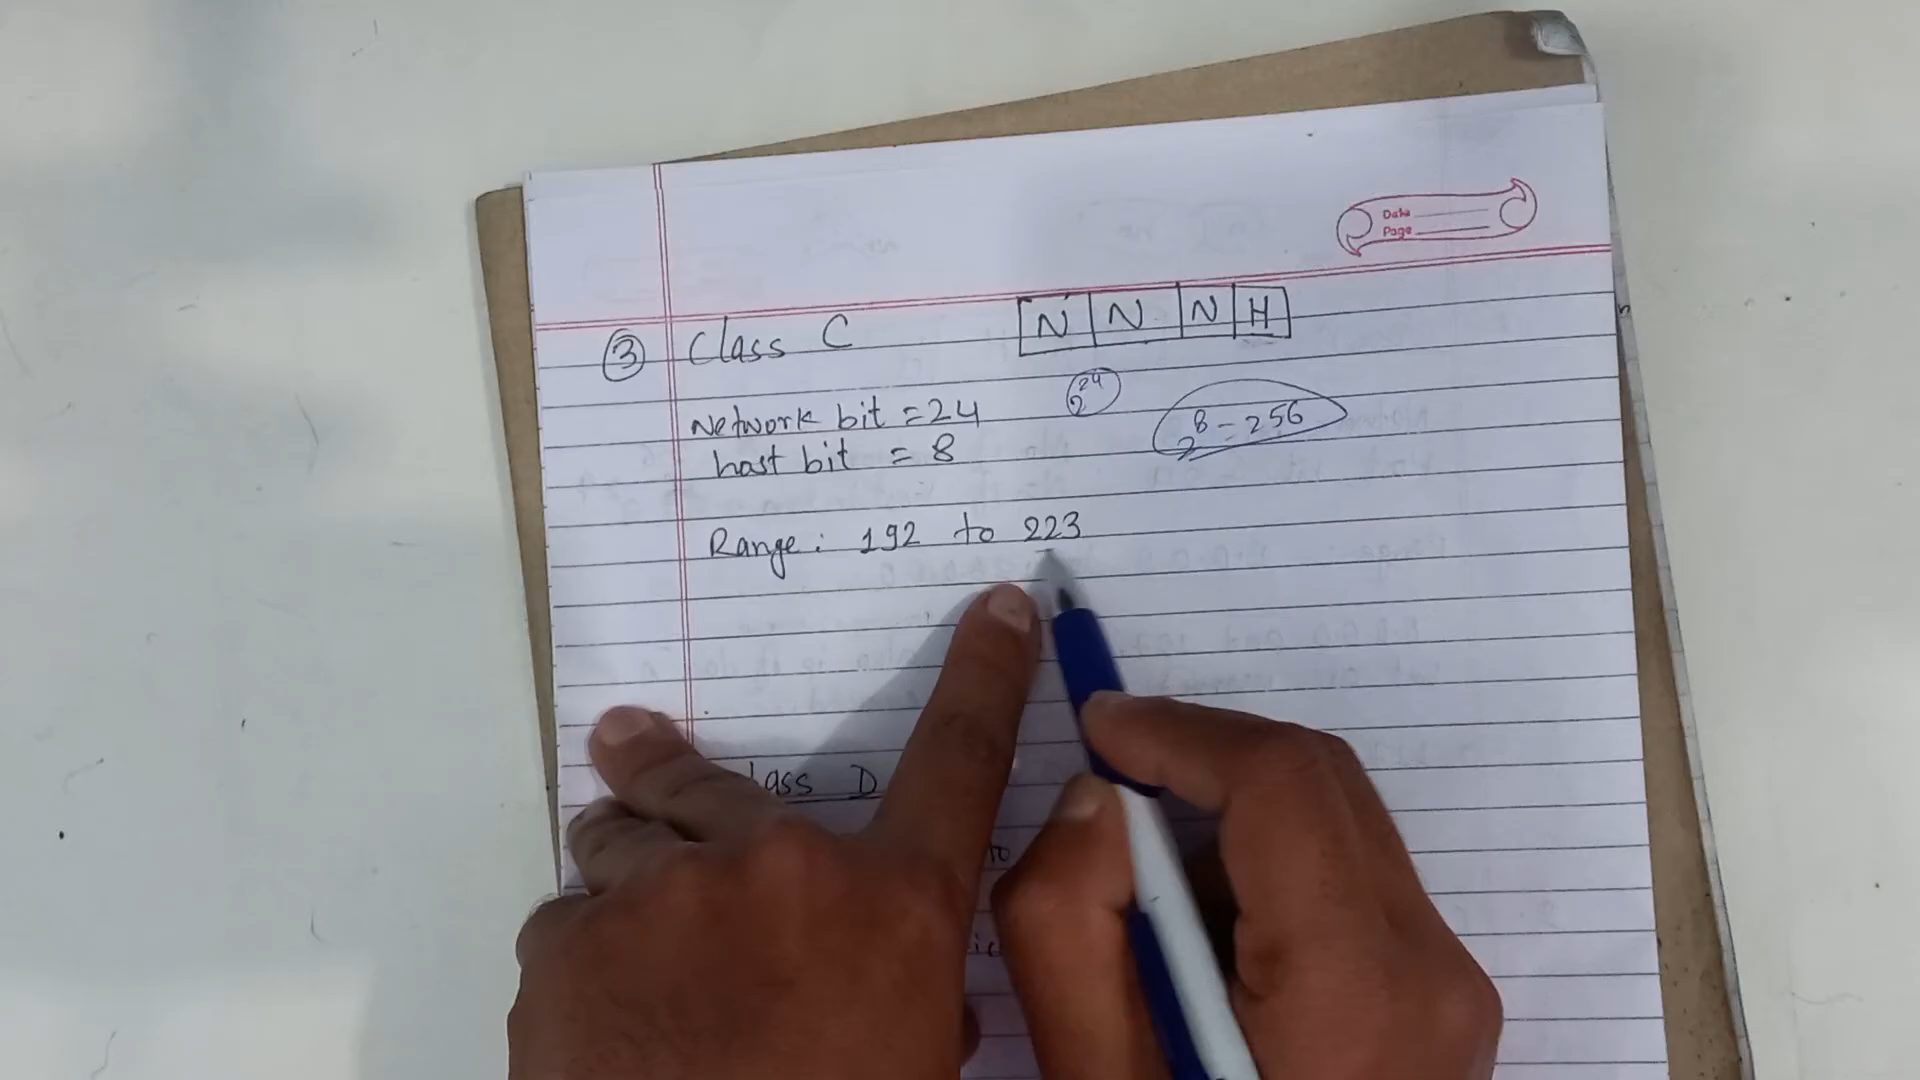 Date
Page
③ Class C
N N N H
Network bit = 24
2^24
2^8 = 256
host bit = 8
Range : 192 to 223
lass D
to